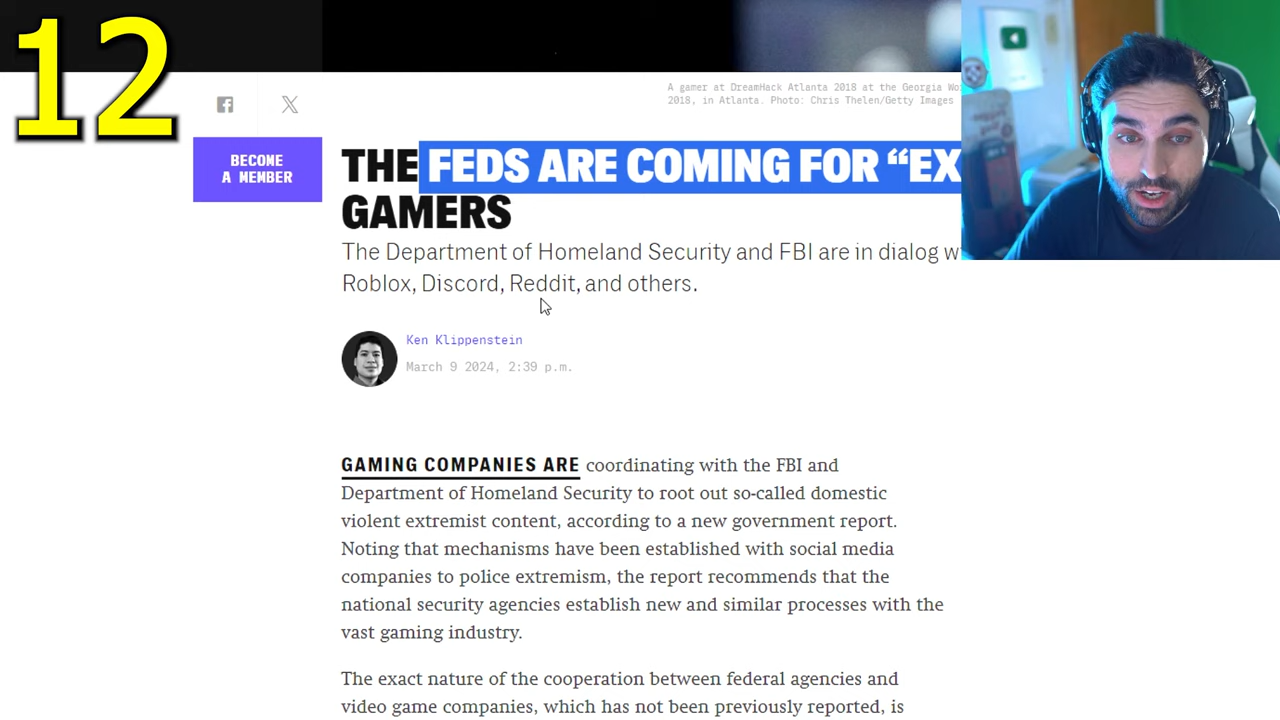 12
A gamer at DreamHack Atlanta 2018 at the Georgia Wo
2018, in Atlanta. Photo: Chris Thelen/Getty Images
BECOME
A MEMBER
THE FEDS ARE COMING FOR “EX
GAMERS
The Department of Homeland Security and FBI are in dialog w
Roblox, Discord, Reddit, and others.
Ken Klippenstein
March 9 2024, 2:39 p.m.
GAMING COMPANIES ARE coordinating with the FBI and
Department of Homeland Security to root out so-called domestic
violent extremist content, according to a new government report.
Noting that mechanisms have been established with social media
companies to police extremism, the report recommends that the
national security agencies establish new and similar processes with the
vast gaming industry.
The exact nature of the cooperation between federal agencies and
video game companies, which has not been previously reported, is